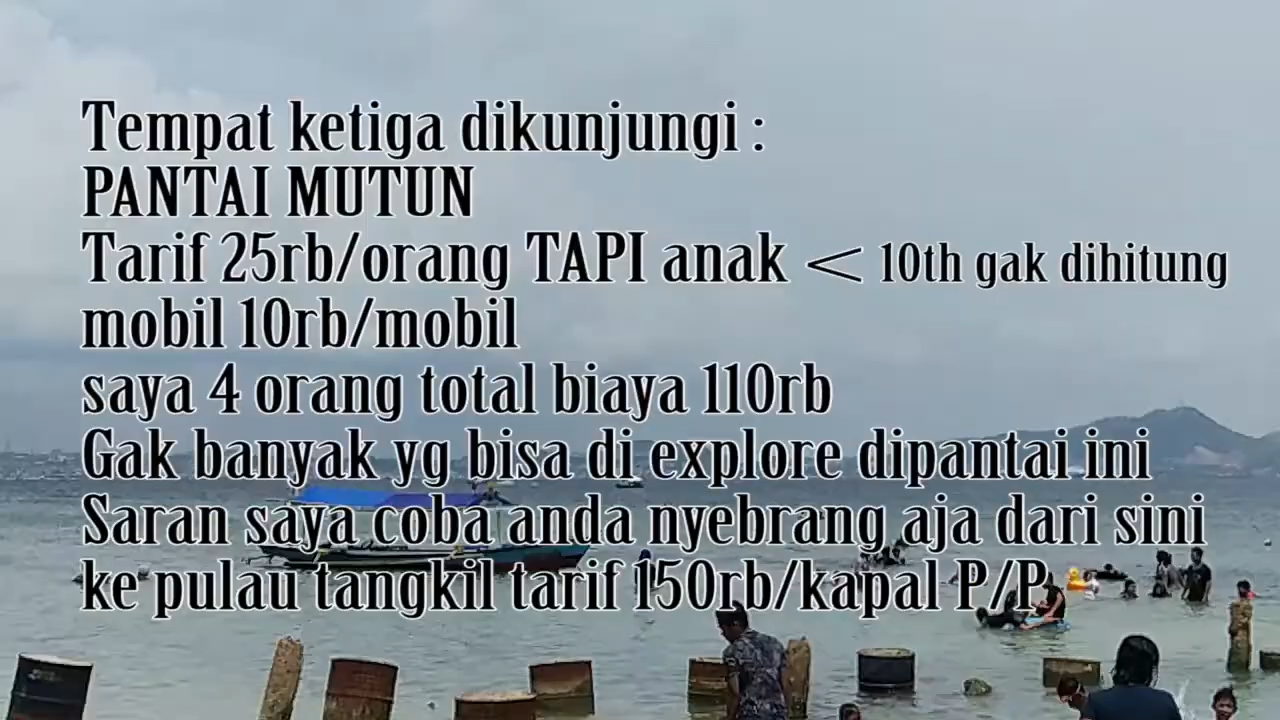 Tempat ketiga dikunjungi :
PANTAI MUTUN
Tarif 25rb/orang TAPI anak < 10th gak dihitung
mobil 10rb/mobil
saya 4 orang total biaya 110rb
Gak banyak yg bisa di explore dipantai ini
Saran saya coba anda nyebrang aja dari sini
ke pulau tangkil tarif 150rb/kapal P/P